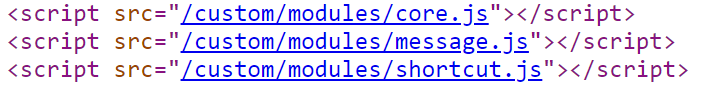 <script src="/custom/modules/core.js"></script>
<script src="/custom/modules/message.js"></script>
<script src="/custom/modules/shortcut.js"></script>